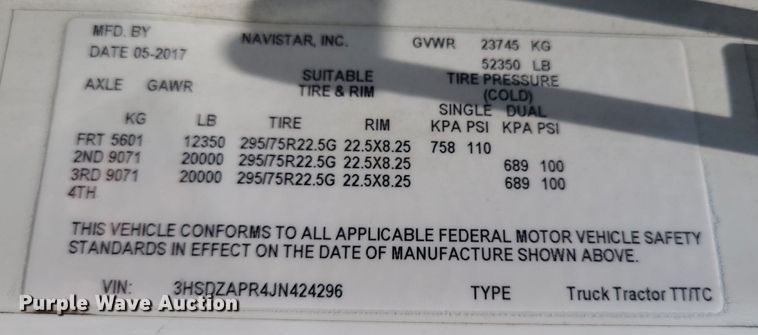 MFD. BY NAVISTAR, INC. GVWR 23745 KG
DATE 05-2017 52350 LB
AXLE GAWR SUITABLE TIRE PRESSURE
TIRE & RIM (COLD)
SINGLE DUAL
KG LB TIRE RIM KPA PSI KPA PSI
FRT 5601 12350 295/75R22.5G 22.5X8.25 758 110
2ND 9071 20000 295/75R22.5G 22.5X8.25 689 100
3RD 9071 20000 295/75R22.5G 22.5X8.25 689 100
4TH
THIS VEHICLE CONFORMS TO ALL APPLICABLE FEDERAL MOTOR VEHICLE SAFETY
STANDARDS IN EFFECT ON THE DATE OF MANUFACTURE SHOWN ABOVE.
VIN: 3HSDZAPR4JN424296 TYPE Truck Tractor TT/TC
Purple Wave Auction